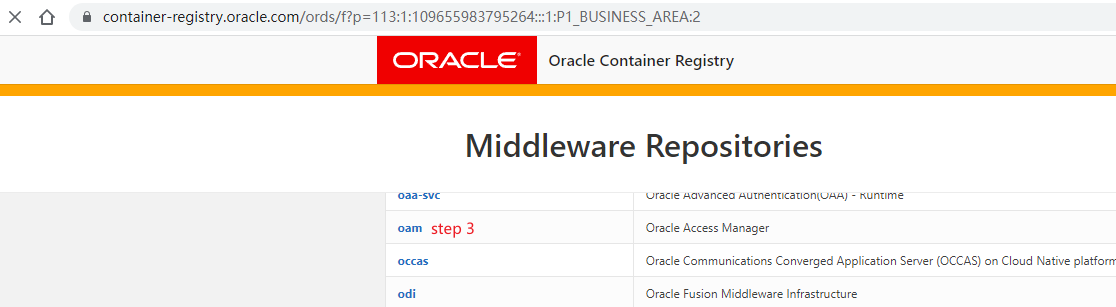 container-registry.oracle.com/ords/f?p=113:1:109655983795264:::1:P1_BUSINESS_AREA:2
ORACLE® Oracle Container Registry
Middleware Repositories
oaa-svc Oracle Advanced Authentication(OAA) - Runtime
oam step 3 Oracle Access Manager
occas Oracle Communications Converged Application Server (OCCAS) on Cloud Native platform
odi Oracle Fusion Middleware Infrastructure